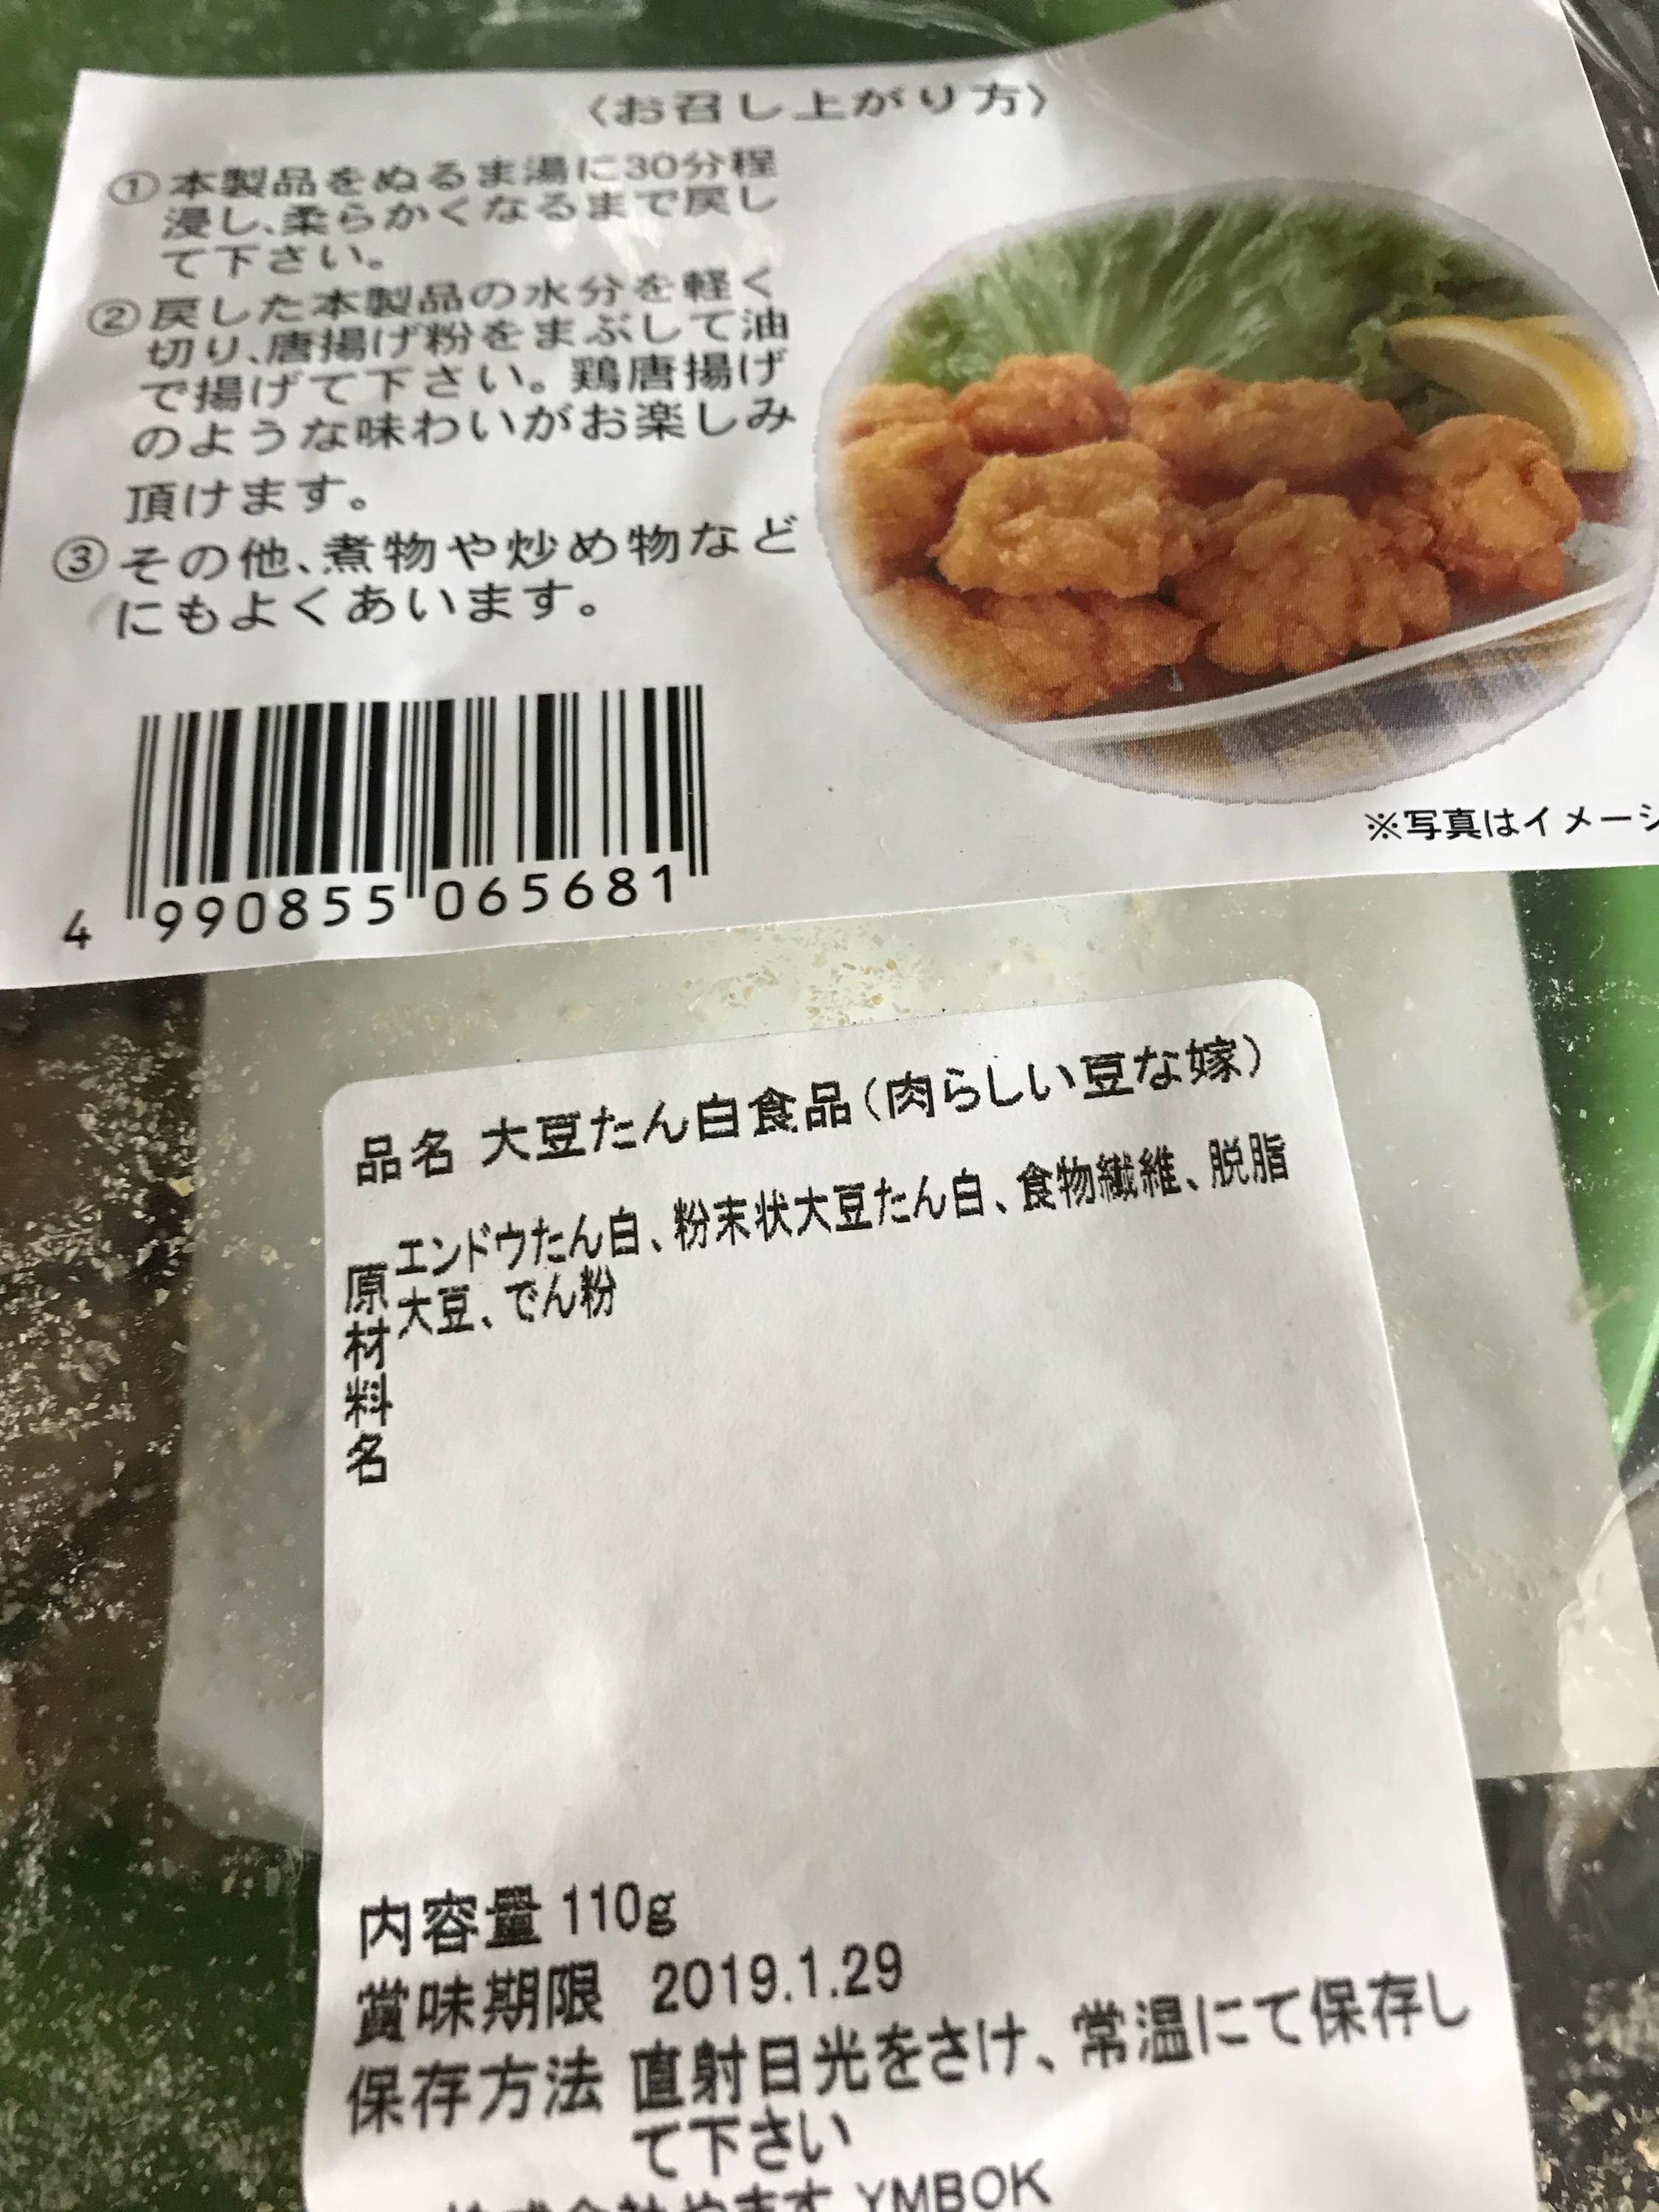 〈お召し上がり方〉
①本製品をぬるま湯に30分程
浸し、柔らかくなるまで戻し
て下さい。
②戻した本製品の水分を軽く
切り、唐揚げ粉をまぶして油
で揚げて下さい。鶏唐揚げ
のような味わいがお楽しみ
頂けます。
③その他、煮物や炒め物など
にもよくあいます。
4 990855 065681
※写真はイメージ
品名 大豆たん白食品(肉らしい豆な嫁)
原材料名
エンドウたん白、粉末状大豆たん白、食物繊維、脱脂
大豆、でん粉
内容量 110g
賞味期限 2019.1.29
保存方法 直射日光をさけ、常温にて保存し
て下さい
株式会社やます YMBOK